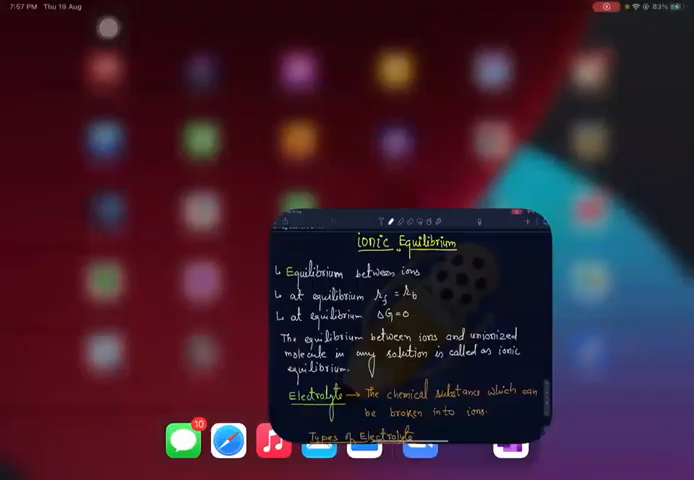 7:57 PM Thu 19 Aug
83%
ionic Equilibrium
Equilibrium between ions
at equilibrium rf = rb
at equilibrium ΔG=0
The equilibrium between ions and unionized
molecule in any solution is called as ionic
equilibrium.
Electrolyte → The chemical substance which can
be broken into ions.
Types of Electrolyte
10